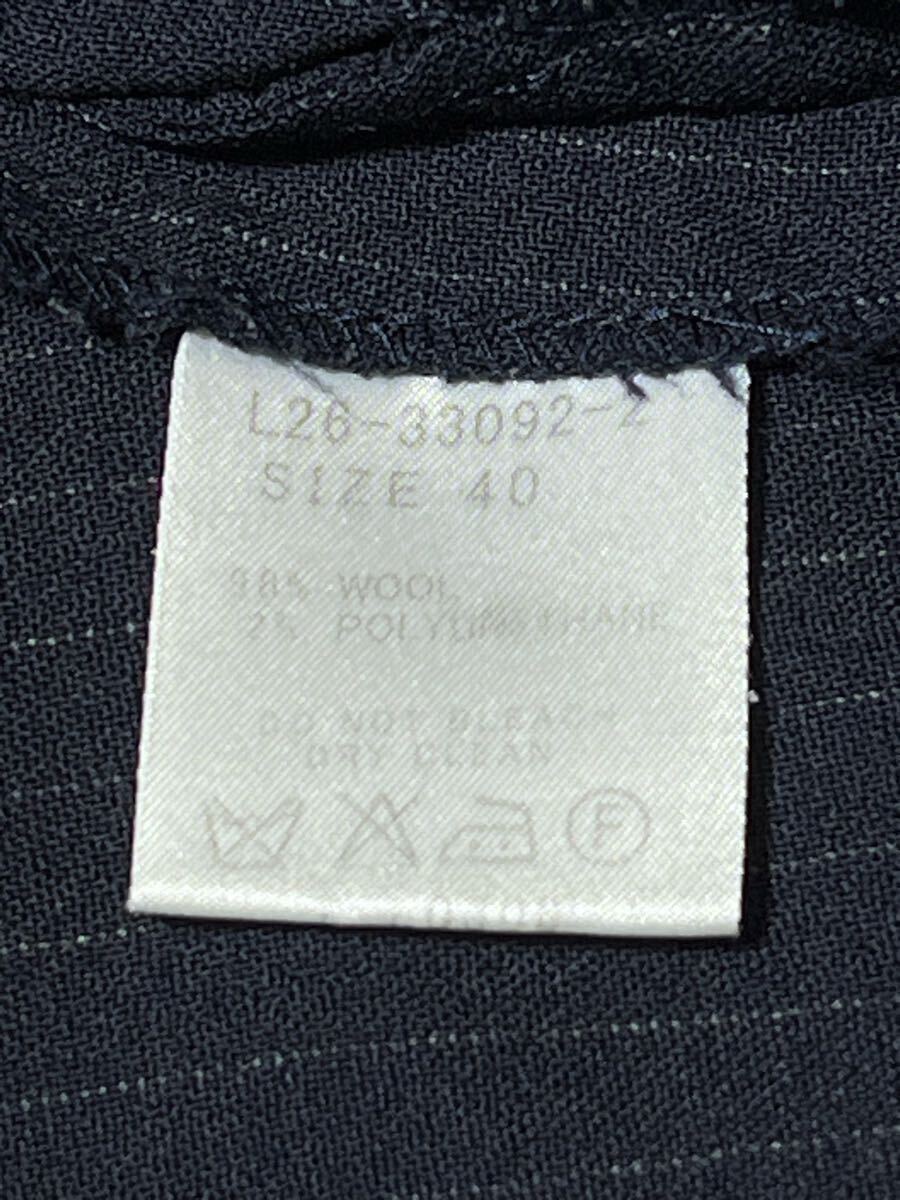 L26-33092-2
SIZE 40
98% WOOL
2% POLYURETHANE
DO NOT BLEACH
DRY CLEAN
F